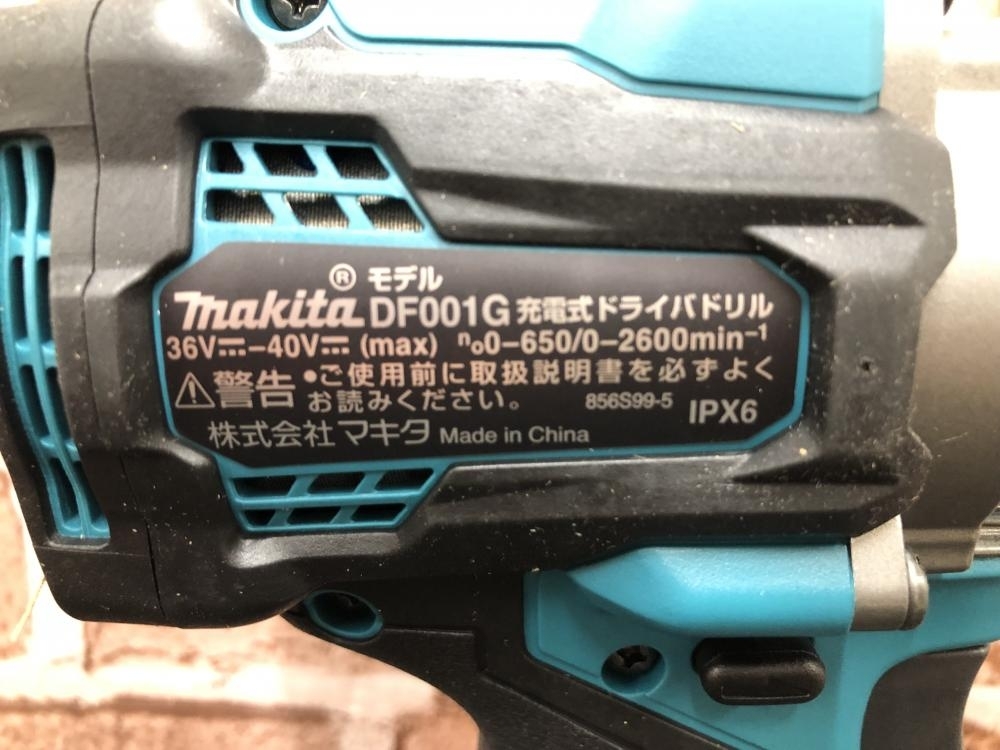 ® モデル
makita DF001G 充電式ドライバドリル
36V⎓-40V⎓ (max) n₀0-650/0-2600min⁻¹
⚠警告 •ご使用前に取扱説明書を必ずよく
お読みください。 856S99-5 IPX6
株式会社マキタ Made in China